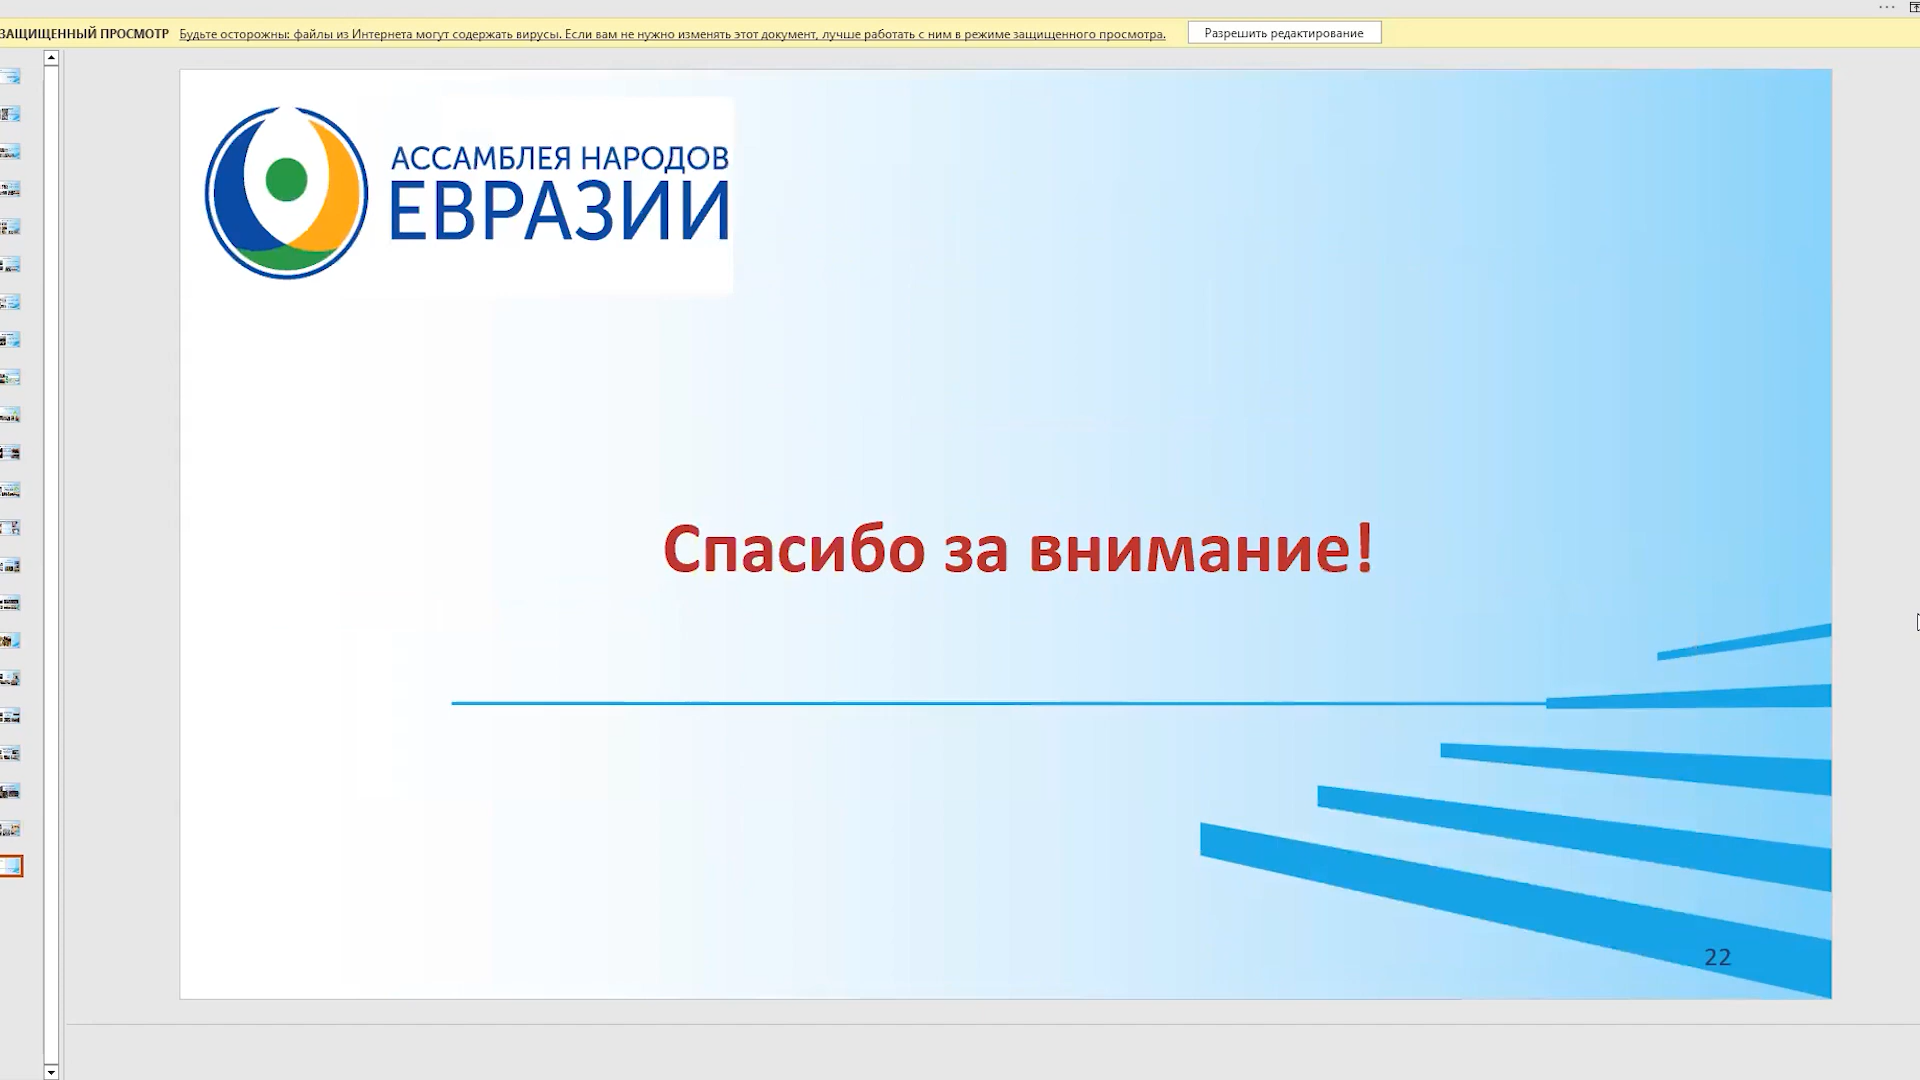 ЗАЩИЩЕННЫЙ ПРОСМОТР Будьте осторожны: файлы из Интернета могут содержать вирусы. Если вам не нужно изменять этот документ, лучше работать с ним в режиме защищенного просмотра. Разрешить редактирование
АССАМБЛЕЯ НАРОДОВ
ЕВРАЗИИ
Спасибо за внимание!
22